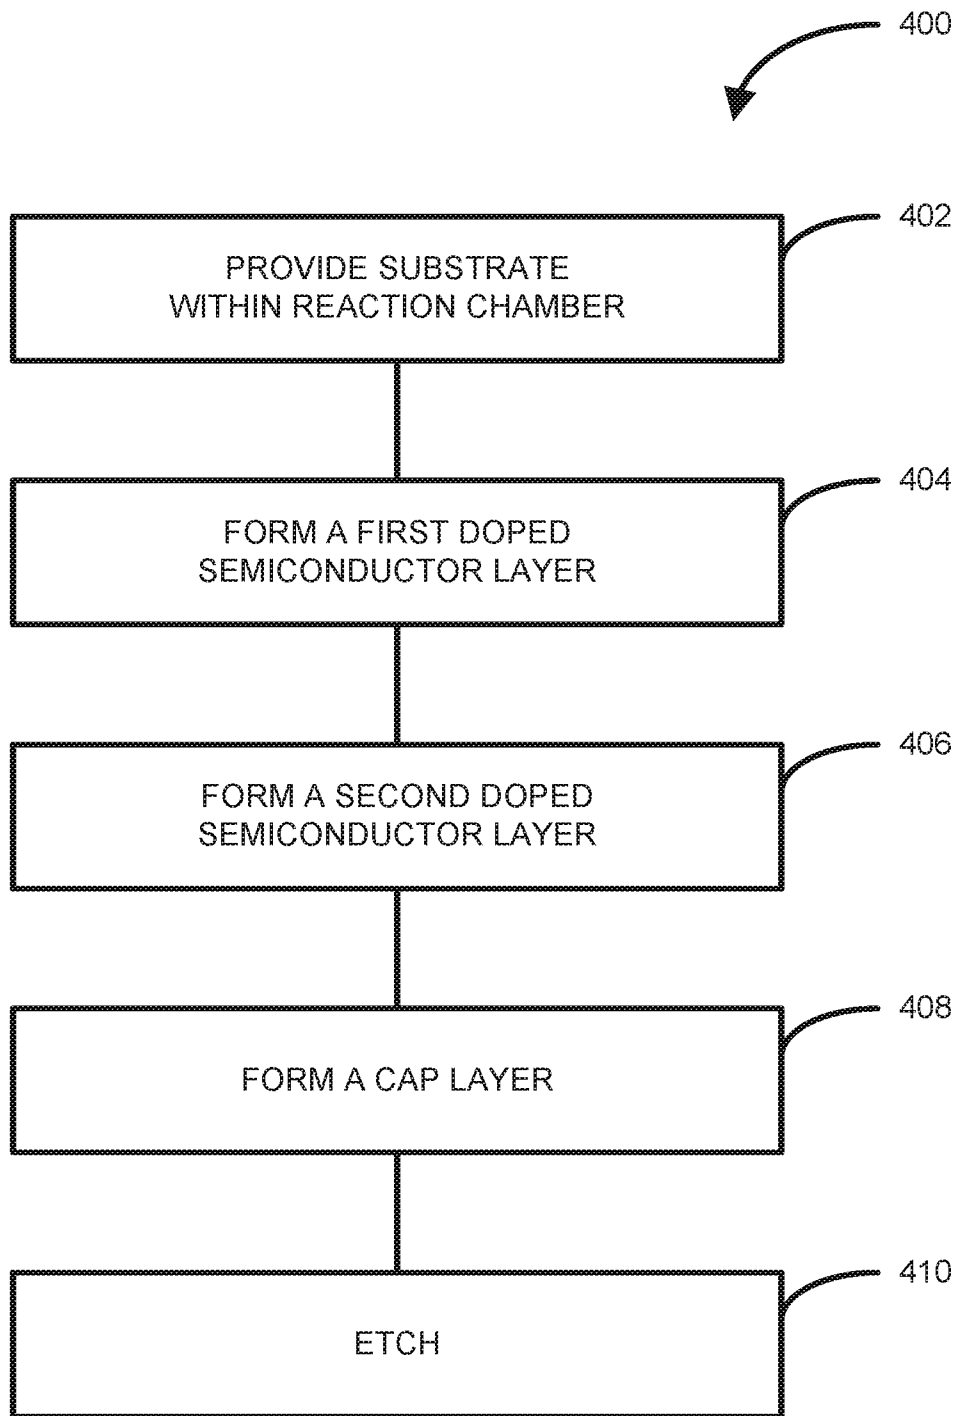 400
402
PROVIDE SUBSTRATE
WITHIN REACTION CHAMBER
404
FORM A FIRST DOPED
SEMICONDUCTOR LAYER
406
FORM A SECOND DOPED
SEMICONDUCTOR LAYER
408
FORM A CAP LAYER
410
ETCH